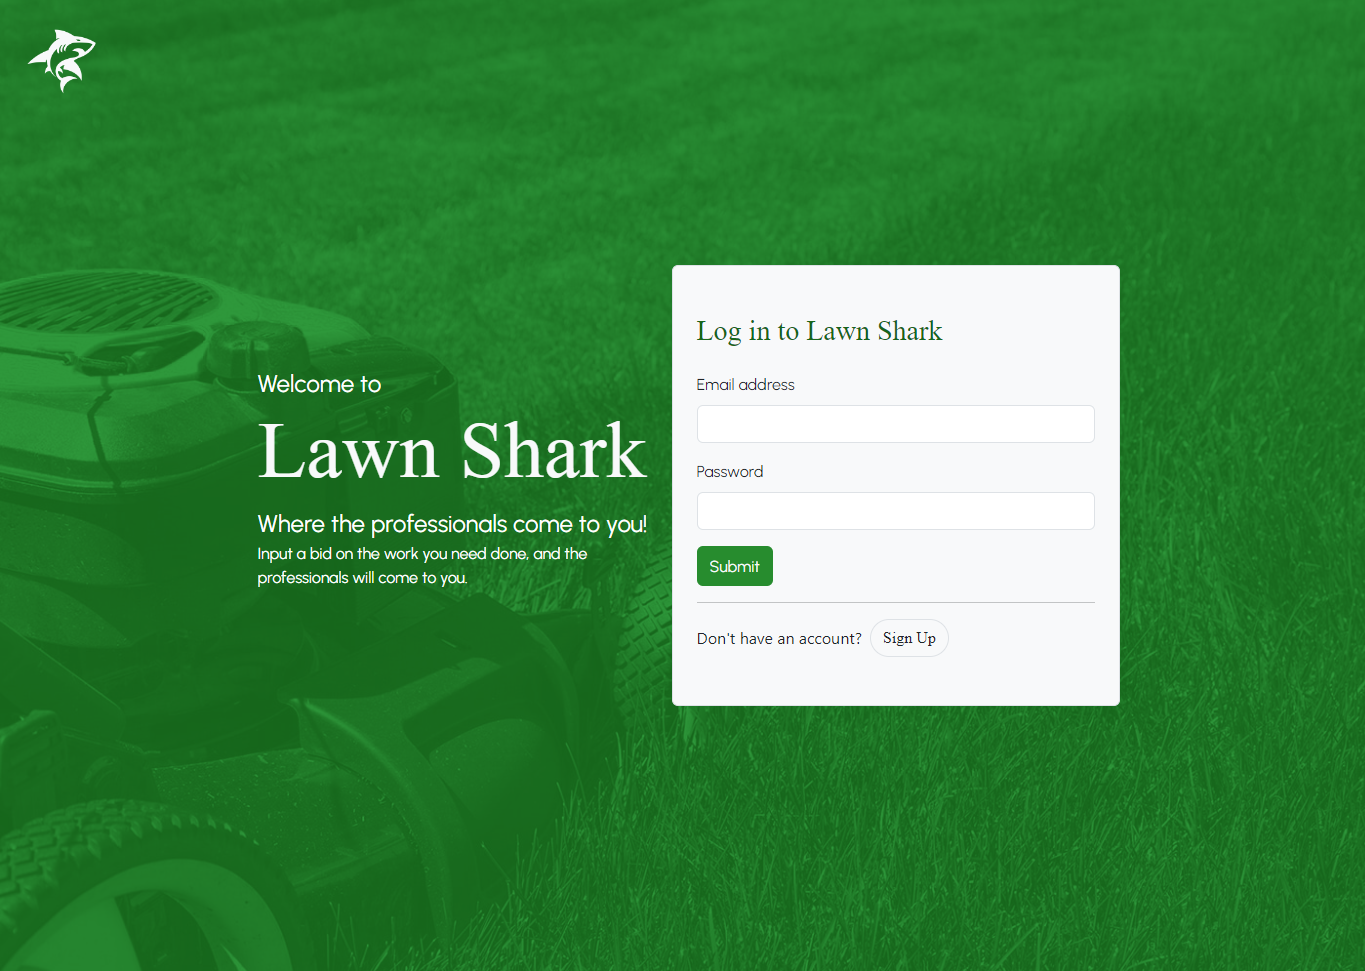 Welcome to
Lawn Shark
Where the professionals come to you!
Input a bid on the work you need done, and the
professionals will come to you.
Log in to Lawn Shark
Email address
Password
Submit
Don't have an account? Sign Up